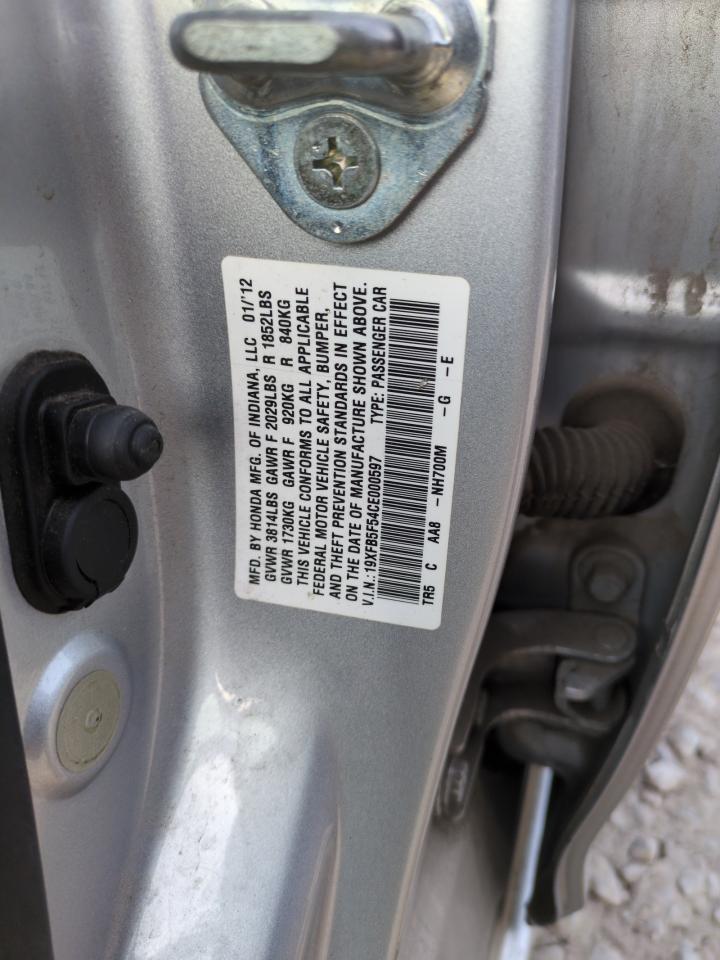 MFD. BY HONDA MFG. OF INDIANA, LLC 01/'12
GVWR 3814LBS GAWR F 2029LBS R 1852LBS
GVWR 1730KG GAWR F 920KG R 840KG
THIS VEHICLE CONFORMS TO ALL APPLICABLE
FEDERAL MOTOR VEHICLE SAFETY, BUMPER,
AND THEFT PREVENTION STANDARDS IN EFFECT
ON THE DATE OF MANUFACTURE SHOWN ABOVE.
V.I.N.:19XFB5F54CE000597 TYPE: PASSENGER CAR
TR5 C AA8 -NH700M -G -E